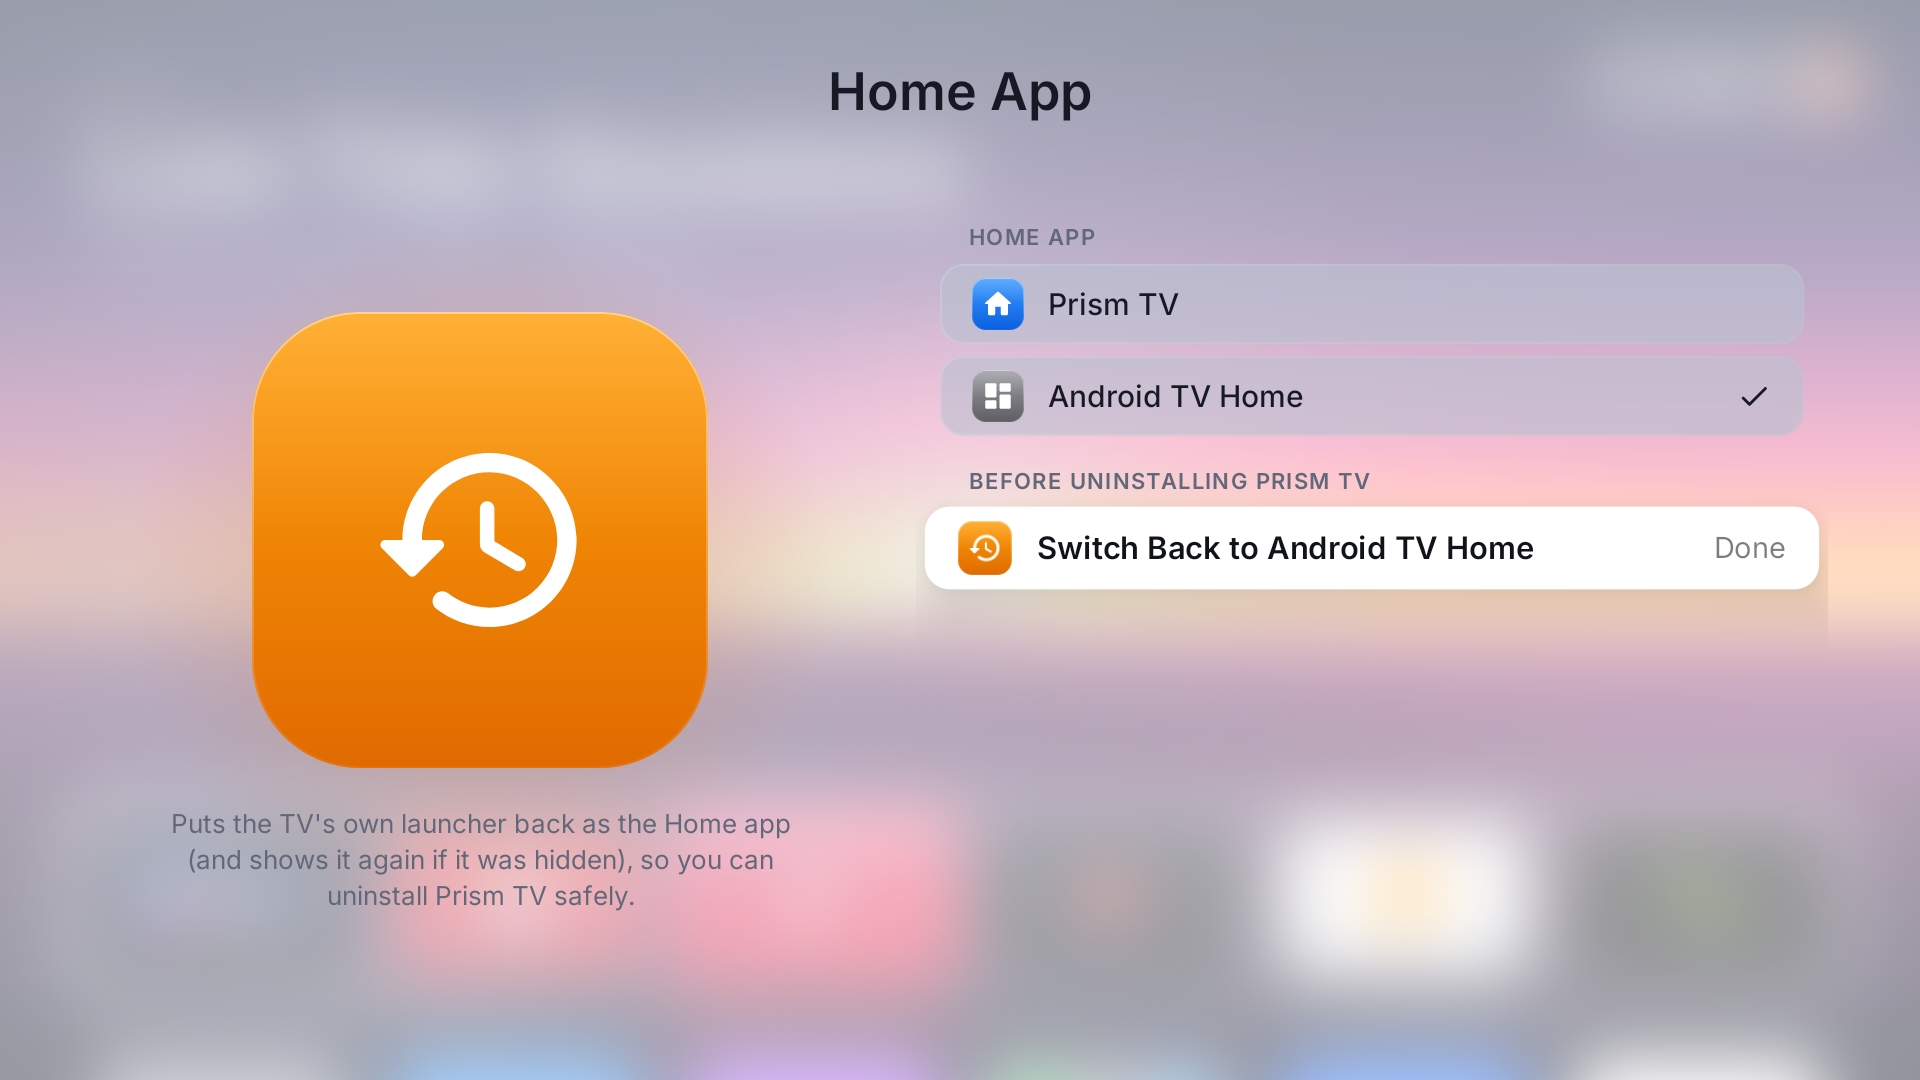 Home App
HOME APP
Prism TV
Android TV Home
BEFORE UNINSTALLING PRISM TV
Switch Back to Android TV Home Done
Puts the TV's own launcher back as the Home app
(and shows it again if it was hidden), so you can
uninstall Prism TV safely.